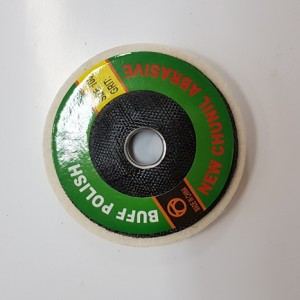 NEW CHUNIL ABRASIVE
BUFF POLISH
GRIT: